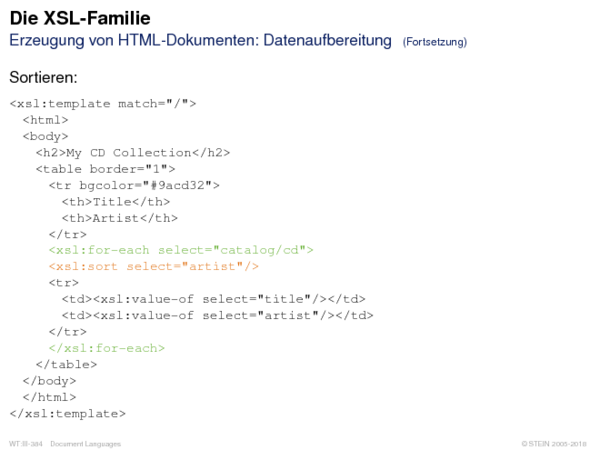 Die XSL-Familie
Erzeugung von HTML-Dokumenten: Datenaufbereitung (Fortsetzung)
Sortieren:
<xsl:template match="/">
<html>
<body>
<h2>My CD Collection</h2>
<table border="1">
<tr bgcolor="#9acd32">
<th>Title</th>
<th>Artist</th>
</tr>
<xsl:for-each select="catalog/cd">
<xsl:sort select="artist"/>
<tr>
<td><xsl:value-of select="title"/></td>
<td><xsl:value-of select="artist"/></td>
</tr>
</xsl:for-each>
</table>
</body>
</html>
</xsl:template>
WT:III-384 Document Languages
© STEIN 2005-2018